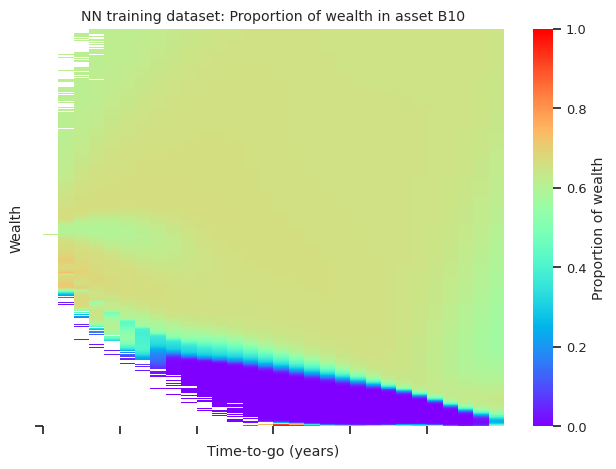 NN training dataset: Proportion of wealth in asset B10
Wealth
Time-to-go (years)
1.0
0.8
0.6
0.4
0.2
0.0
Proportion of wealth